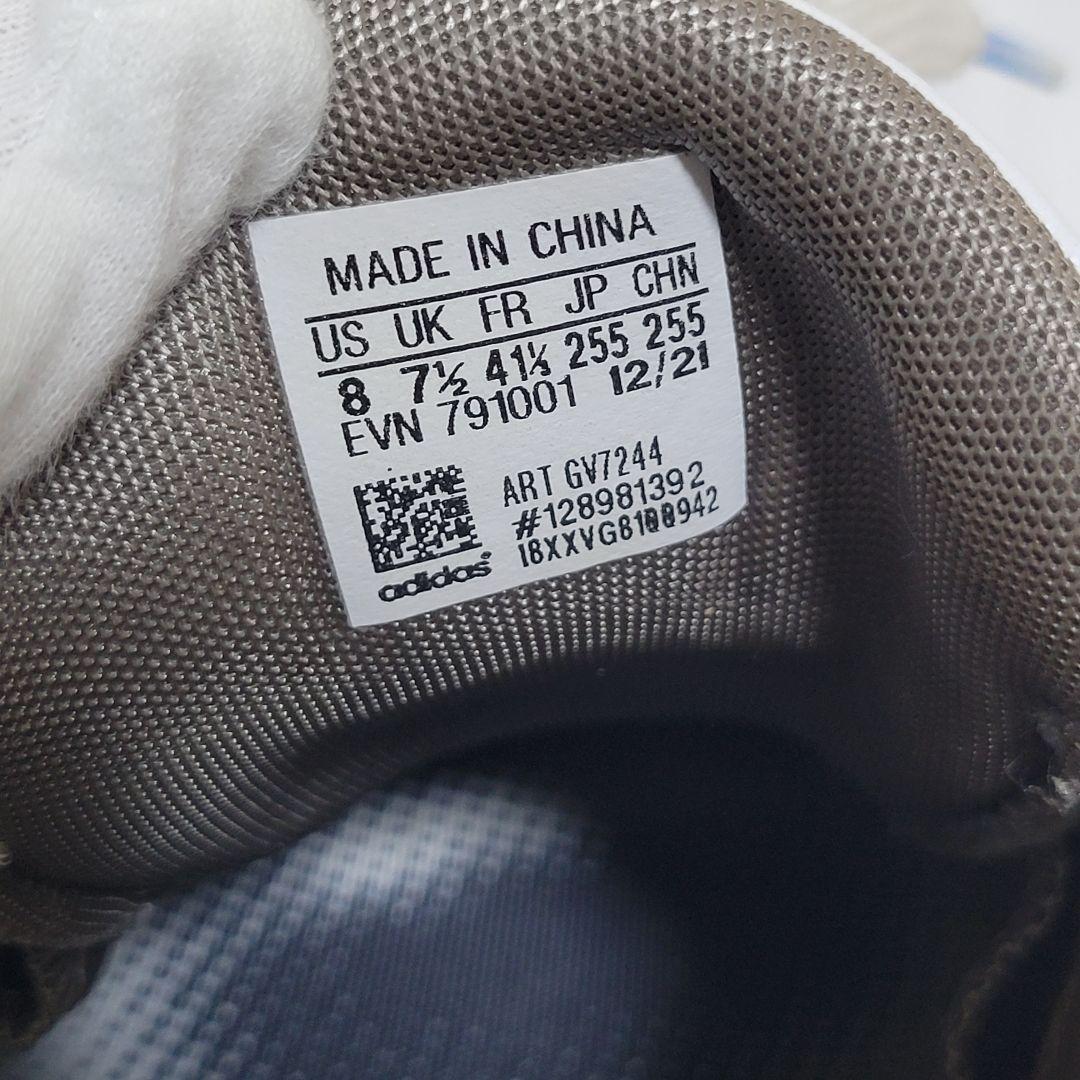 MADE IN CHINA
US UK FR JP CHN
8 7½ 41⅓ 255 255
EVN 791001 12/21
ART GV7244
#128981392
18XXVG8100942
adidas®